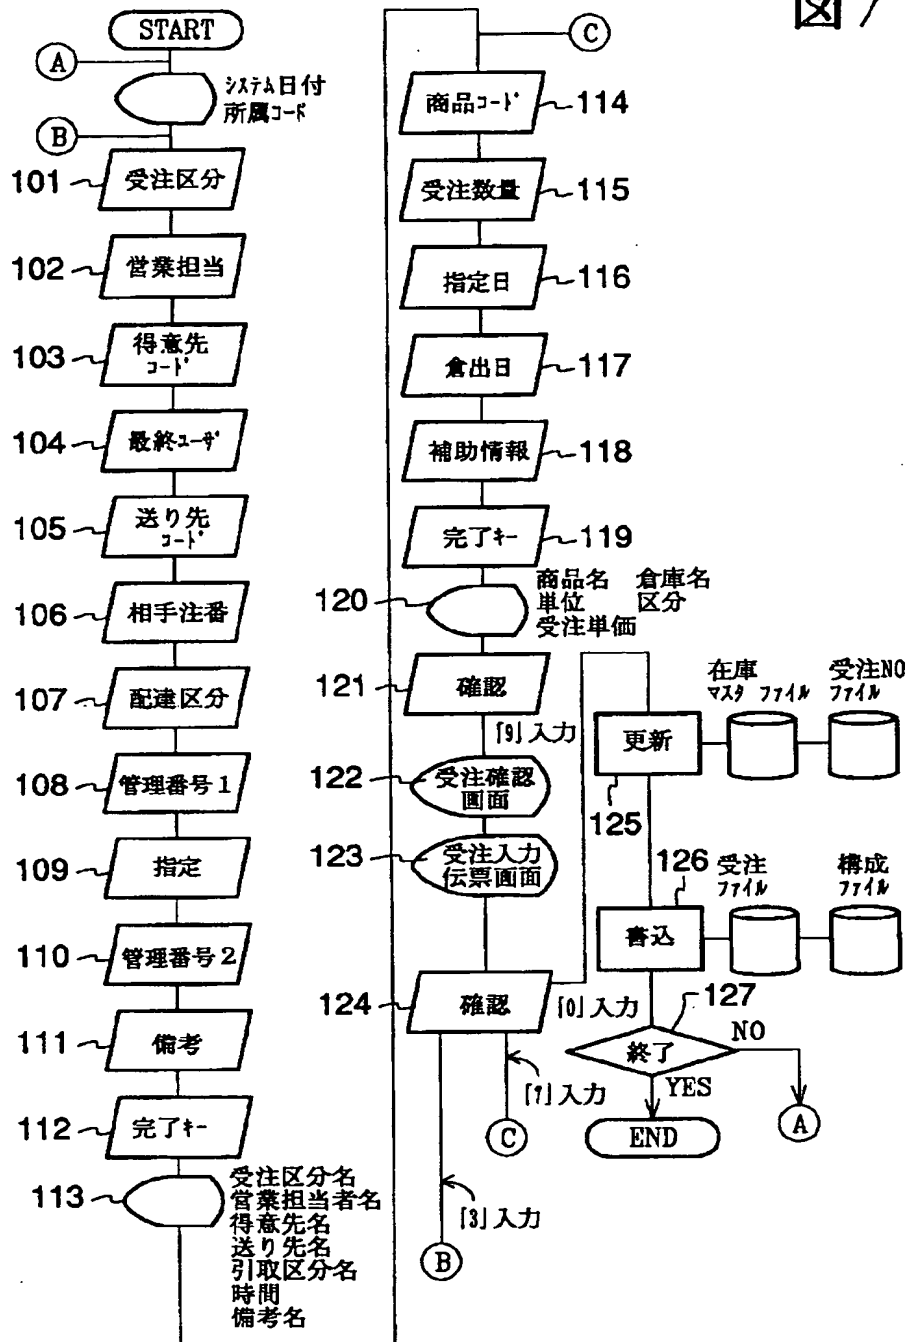 図1
START
A
システム日付
所属コード
B
101 受注区分
102 営業担当
103 得意先
コード
104 最終ユーザ
105 送り先
コード
106 相手注番
107 配達区分
108 管理番号1
109 指定
110 管理番号2
111 備考
112 完了キー
113 受注区分名
営業担当者名
得意先名
送り先名
引取区分名
時間
備考名
C
商品コード 114
受注数量 115
指定日 116
倉出日 117
補助情報 118
完了キー 119
120 商品名 倉庫名
単位 区分
受注単価
121 確認
「9」入力
122 受注確認
画面
123 受注入力
伝票画面
124 確認
「0」入力
「7」入力
C
「3」入力
B
在庫 受注NO
マスタ ファイル ファイル
更新
125
126 受注 構成
ファイル ファイル
書込
127
終了 NO
YES
END
A